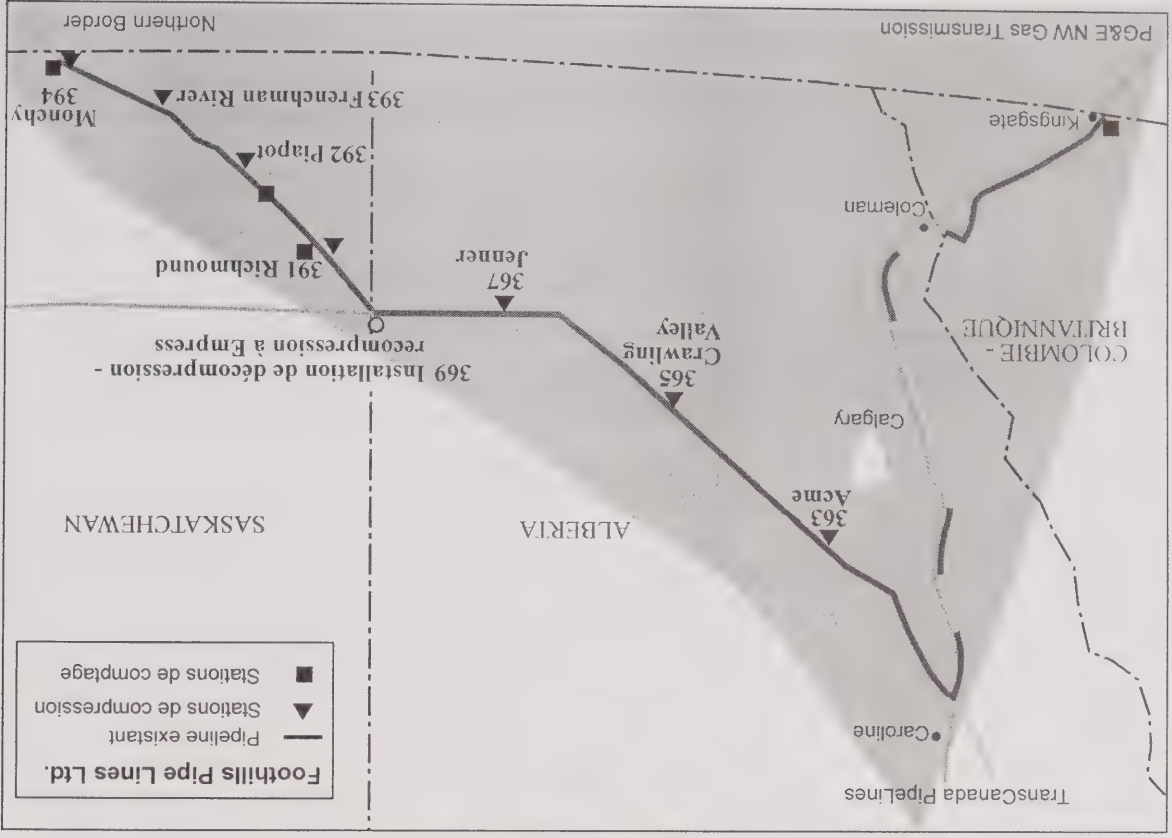 TransCanada PipeLines
Caroline
Foothills Pipe Lines Ltd.
Pipeline existant
Stations de compression
Stations de comptage
363
Acme
ALBERTA
SASKATCHEWAN
Calgary
365
Crawling
Valley
COLOMBIE -
BRITANNIQUE
369 Installation de décompression -
recompression à Empress
367
Jenner
391 Richmound
Coleman
392 Piapot
Kingsgate
393 Frenchman River
Monchy
394
PG&E NW Gas Transmission
Northern Border